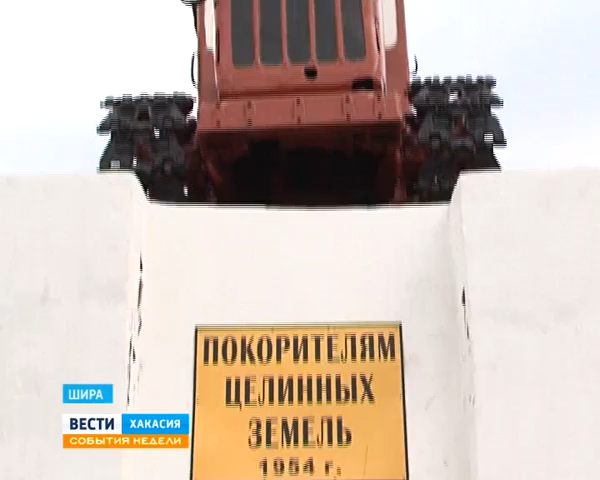 ПОКОРИТЕЛЯМ
ЦЕЛИННЫХ
ЗЕМЕЛЬ
1954 г.
ШИРА
ВЕСТИ ХАКАСИЯ
СОБЫТИЯ НЕДЕЛИ